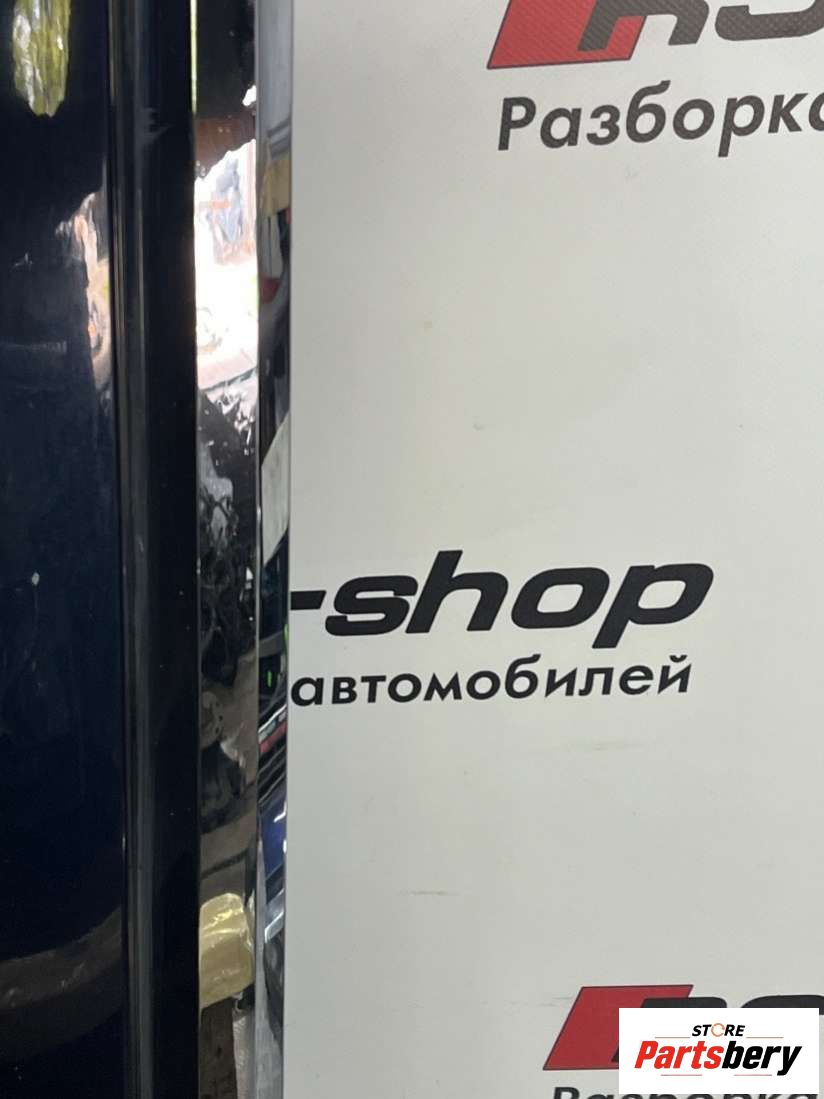 Разборка
-shop
автомобилей
STORE
Partsbery